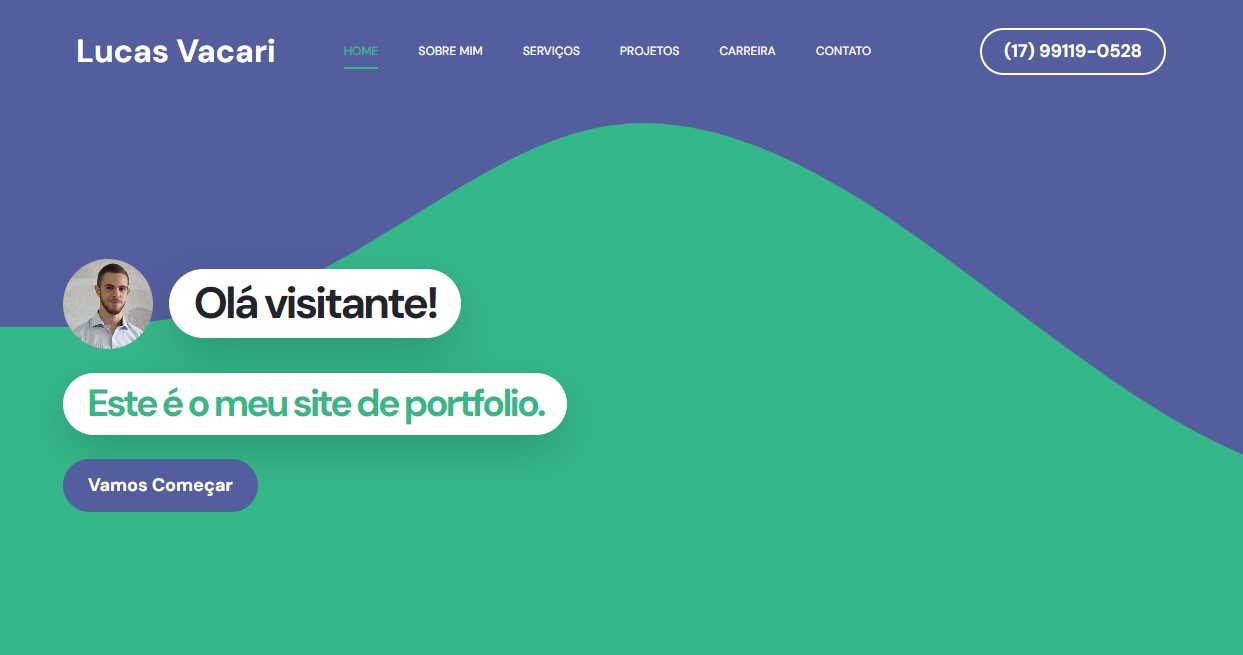 Lucas Vacari
HOME SOBRE MIM SERVIÇOS PROJETOS CARREIRA CONTATO
(17) 99119-0528
Olá visitante!
Este é o meu site de portfolio.
Vamos Começar